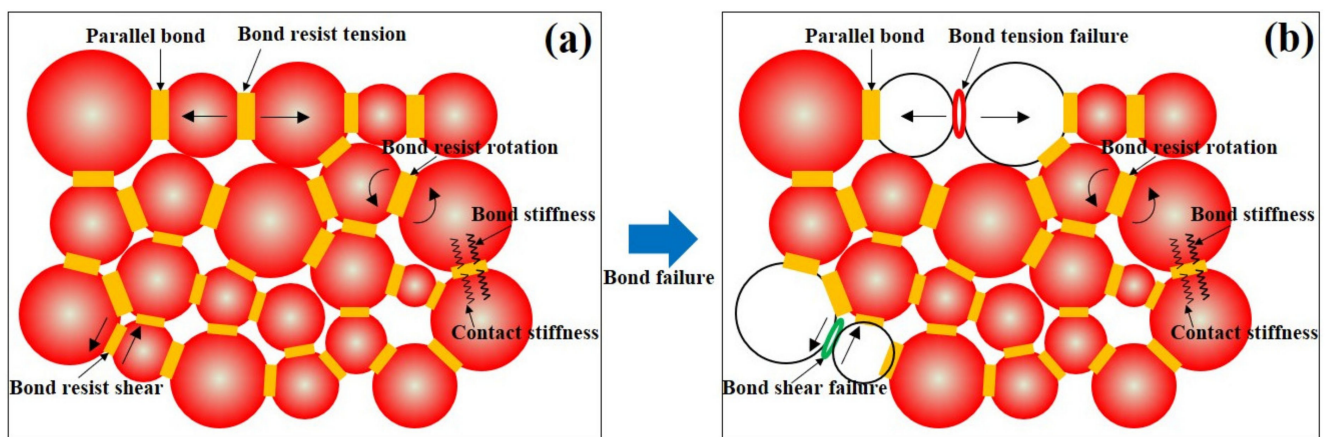 Parallel bond
Bond resist tension
(a)
Bond resist rotation
Bond stiffness
Contact stiffness
Bond resist shear
Bond failure
Parallel bond
Bond tension failure
(b)
Bond resist rotation
Bond stiffness
Contact stiffness
Bond shear failure